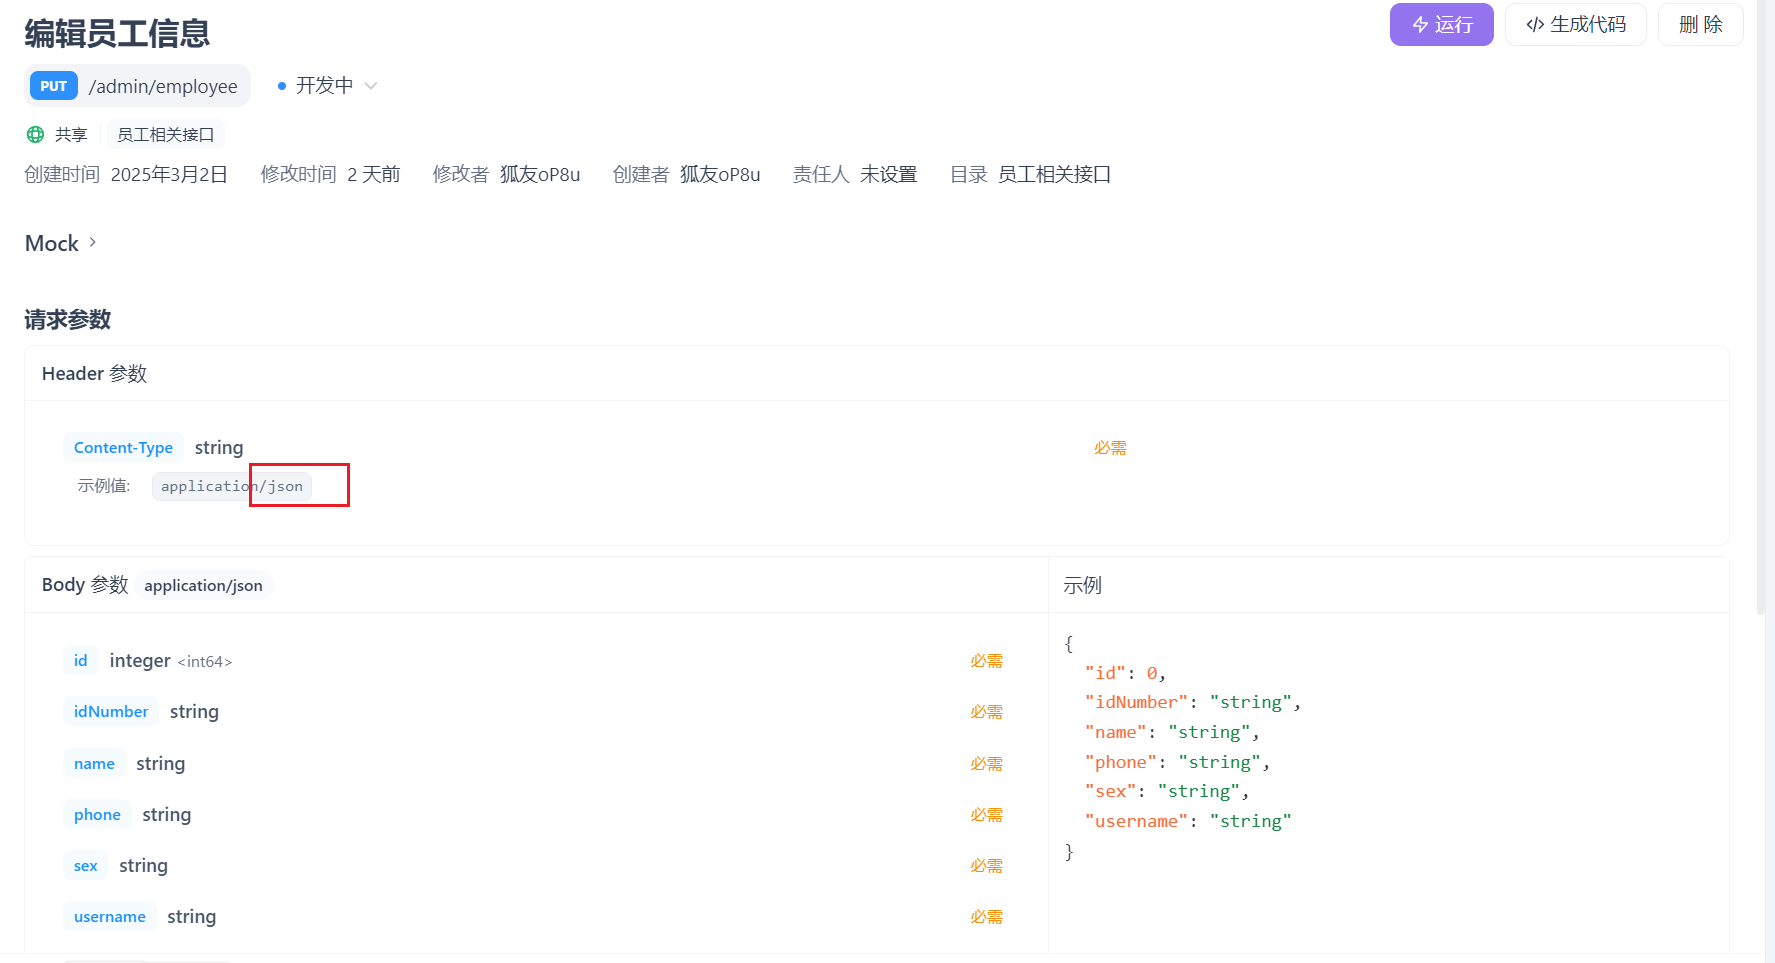 编辑员工信息
运行
生成代码
删 除
PUT /admin/employee 开发中
共享 员工相关接口
创建时间 2025年3月2日 修改时间 2 天前 修改者 狐友oP8u 创建者 狐友oP8u 责任人 未设置 目录 员工相关接口
Mock
请求参数
Header 参数
Content-Type string 必需
示例值: application/json
Body 参数 application/json
id integer <int64> 必需
idNumber string 必需
name string 必需
phone string 必需
sex string 必需
username string 必需
示例
{
"id": 0,
"idNumber": "string",
"name": "string",
"phone": "string",
"sex": "string",
"username": "string"
}